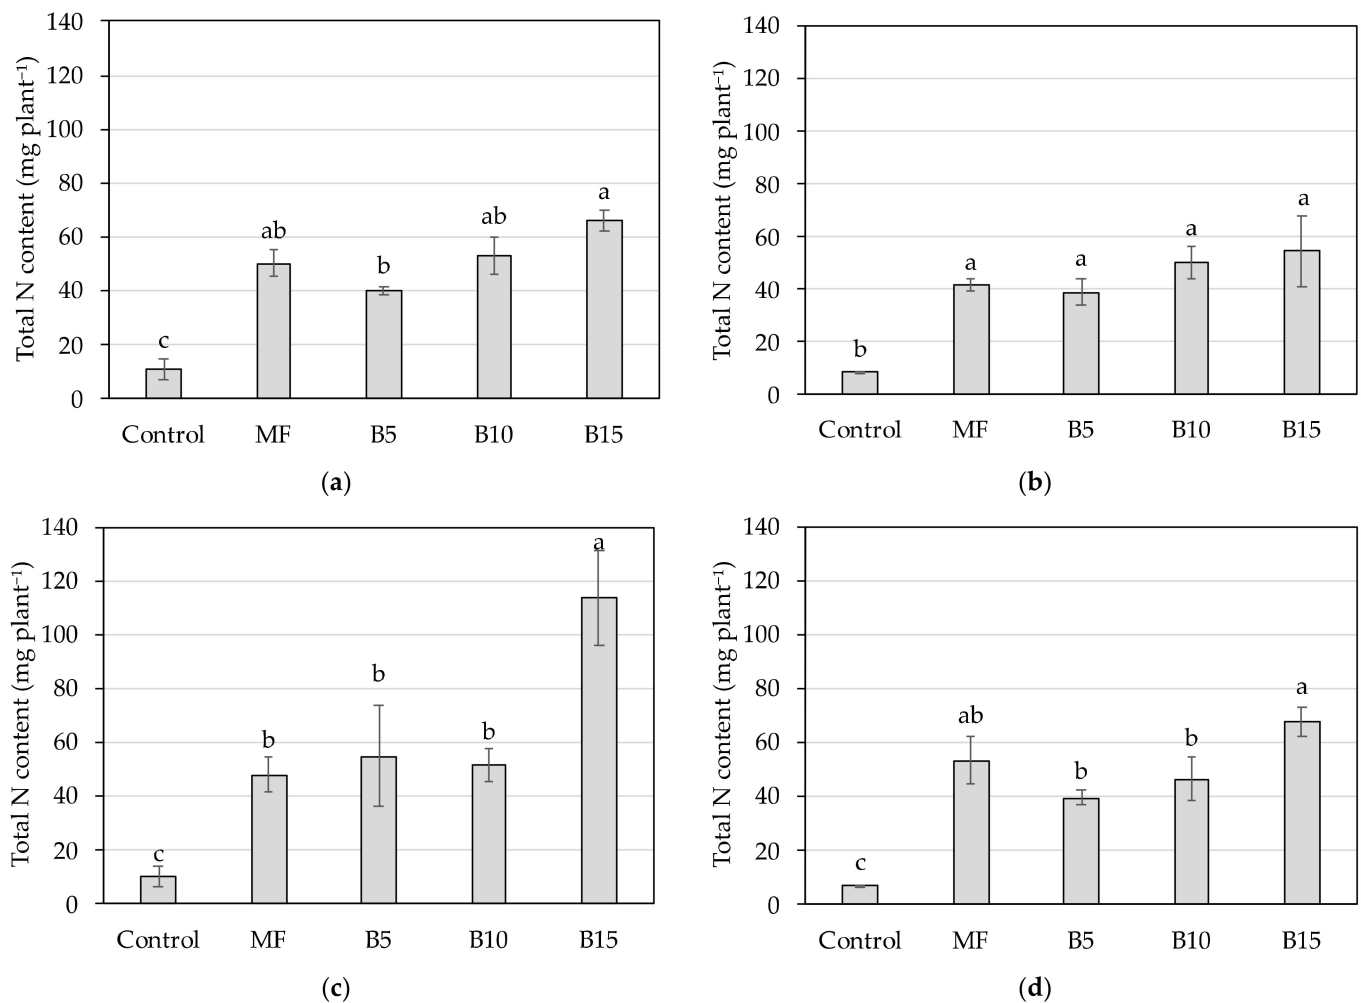 Total N content (mg plant⁻¹)
140
120
100
80
60
40
20
0
c
ab
b
ab
a
Control MF B5 B10 B15
(a)
Total N content (mg plant⁻¹)
140
120
100
80
60
40
20
0
b
a
a
a
a
Control MF B5 B10 B15
(b)
Total N content (mg plant⁻¹)
140
120
100
80
60
40
20
0
c
b
b
b
a
Control MF B5 B10 B15
(c)
Total N content (mg plant⁻¹)
140
120
100
80
60
40
20
0
c
ab
b
b
a
Control MF B5 B10 B15
(d)